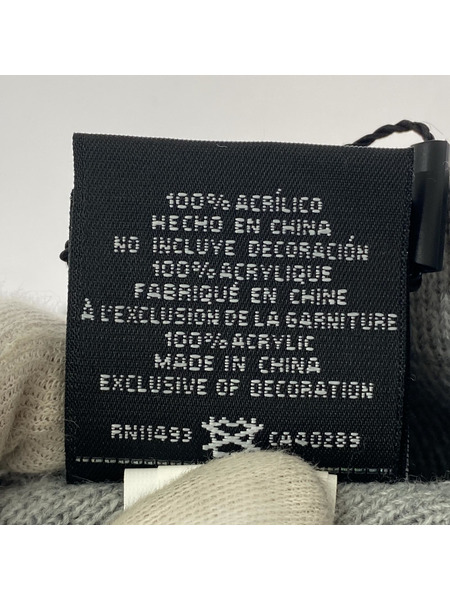 100% ACRÍLICO
HECHO EN CHINA
NO INCLUYE DECORACIÓN
100% ACRYLIQUE
FABRIQUÉ EN CHINE
À L'EXCLUSION DE LA GARNITURE
100% ACRYLIC
MADE IN CHINA
EXCLUSIVE OF DECORATION
RN11493 CA40289